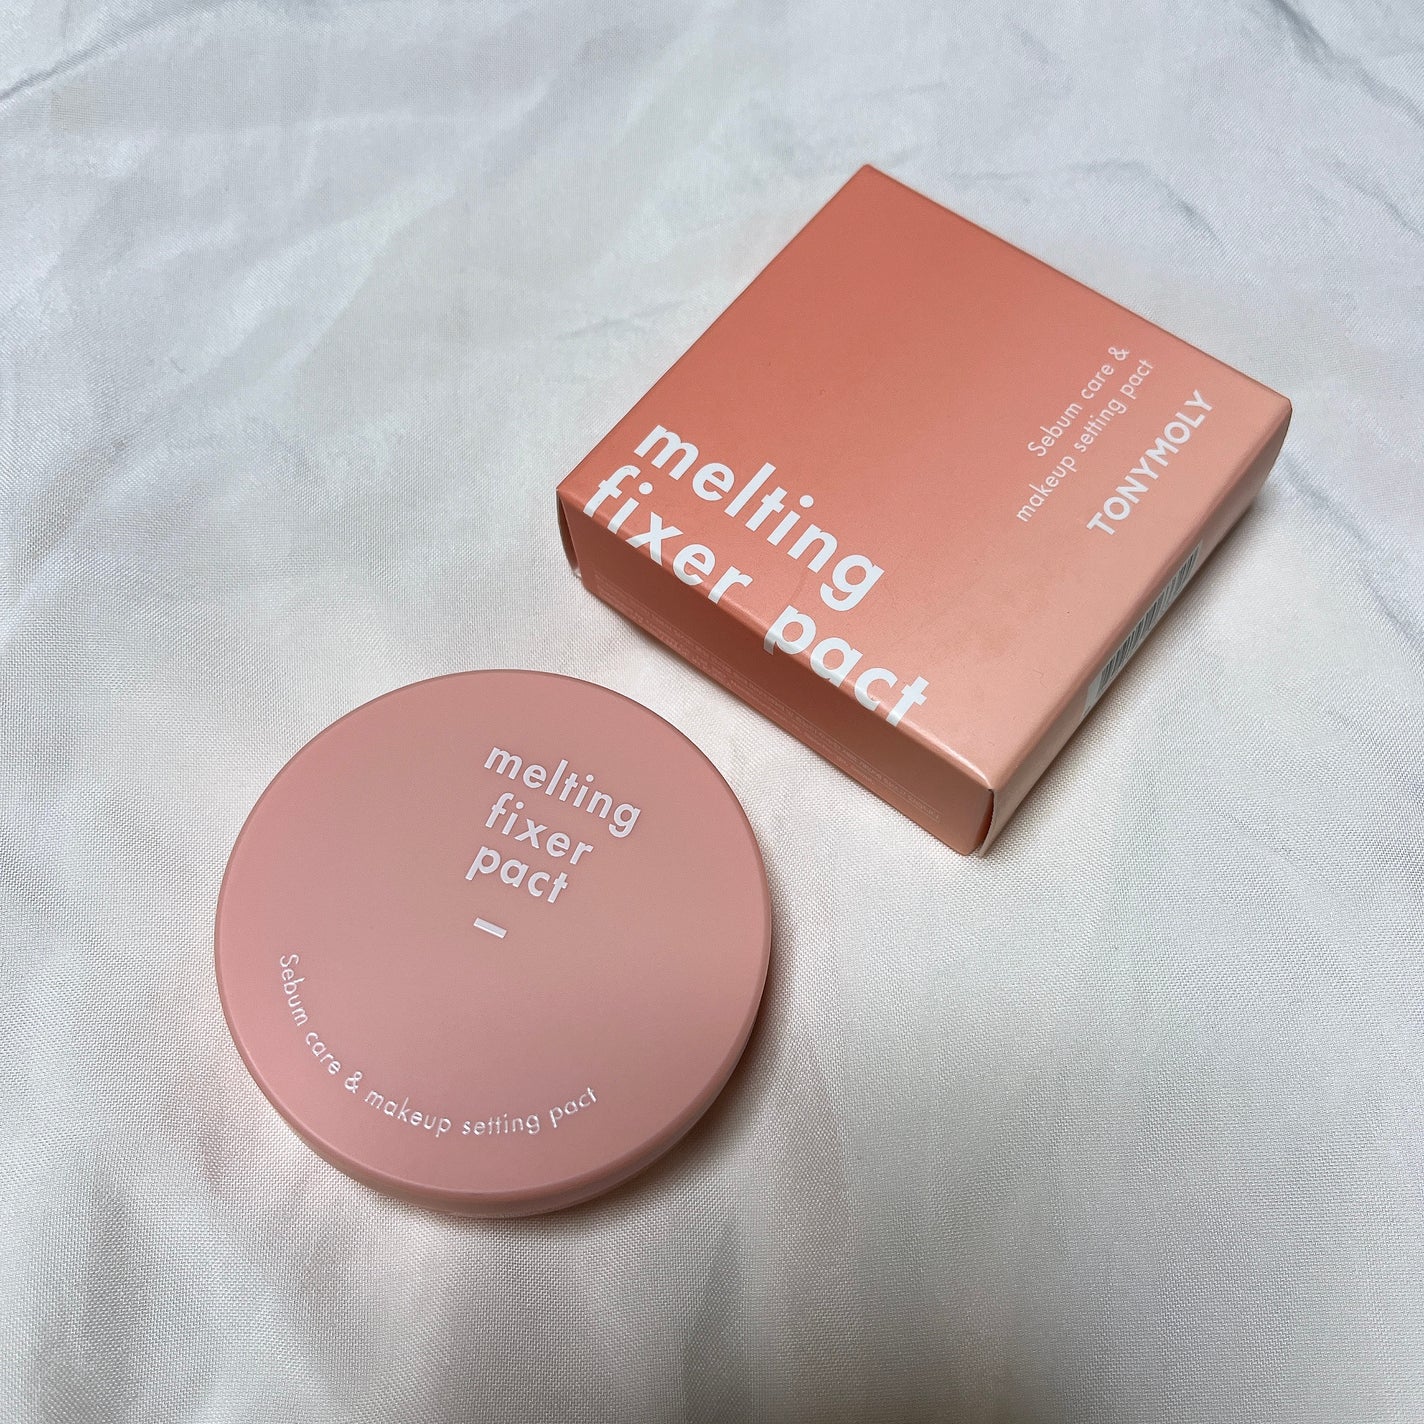 melting
fixer pact
Sebum care &
makeup setting pact
TONYMOLY
melting
fixer
pact
Sebum care & makeup setting pact